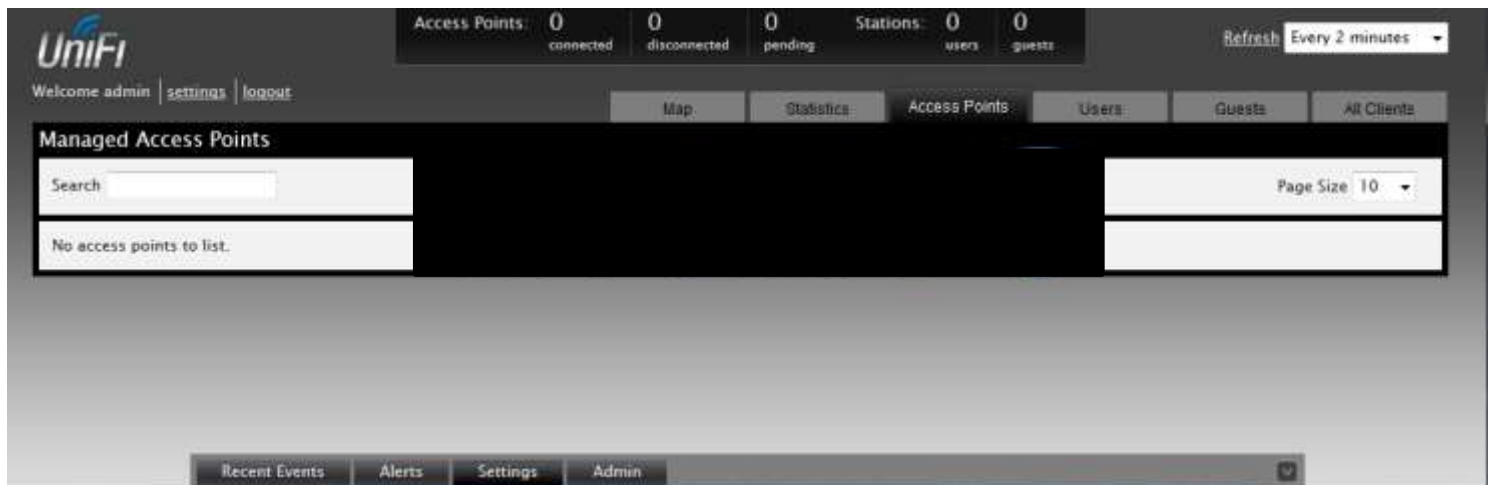 UniFi
Access Points: 0 connected 0 disconnected 0 pending Stations: 0 users 0 guests
Refresh Every 2 minutes
Welcome admin settings logout
Map Statistics Access Points Users Guests All Clients
Managed Access Points
Search Page Size 10
No access points to list.
Recent Events Alerts Settings Admin